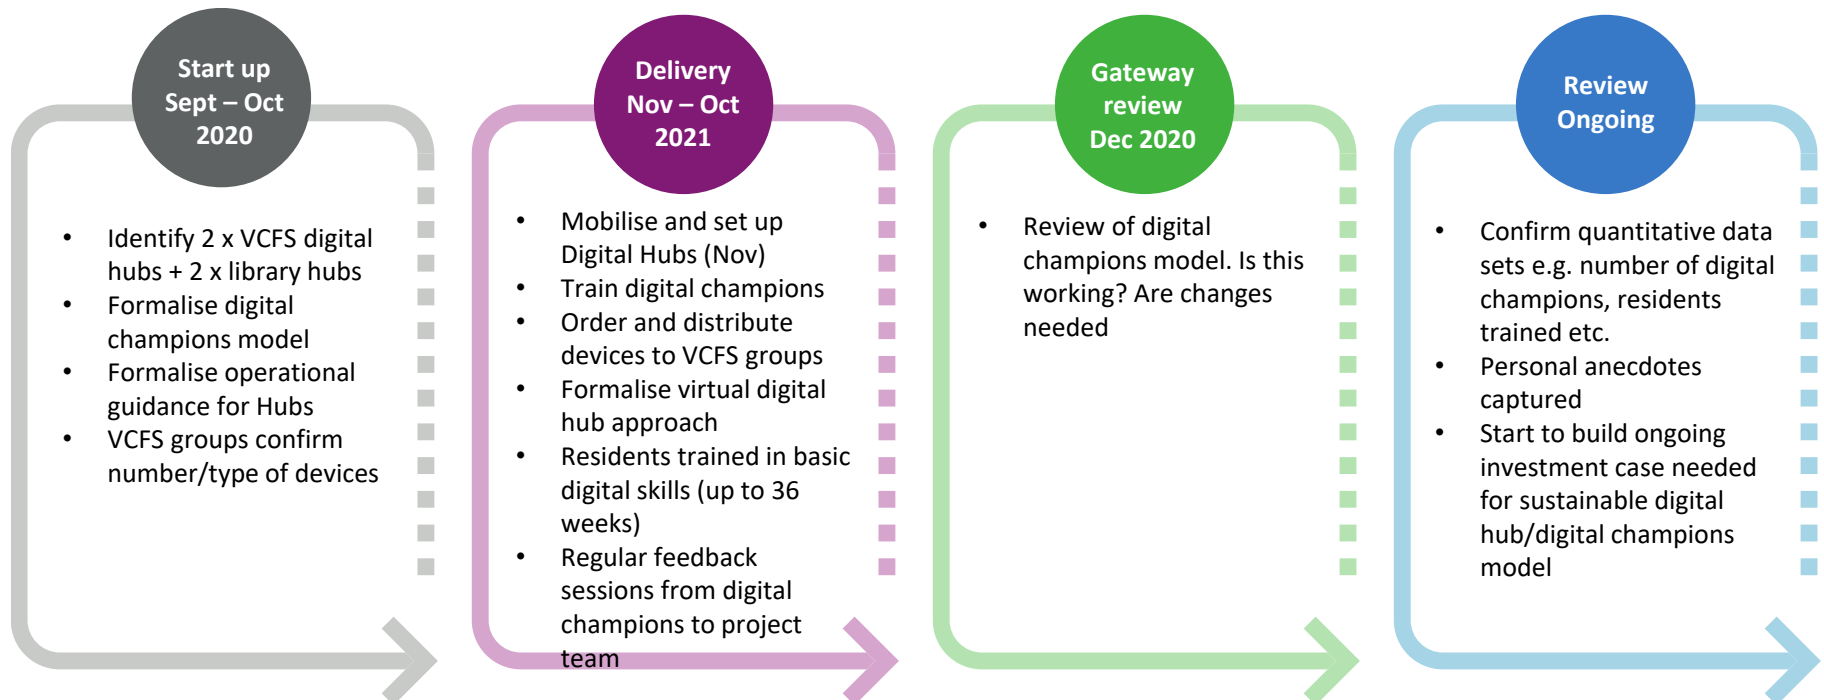 Start up
Sept – Oct
2020
• Identify 2 x VCFS digital
hubs + 2 x library hubs
• Formalise digital
champions model
• Formalise operational
guidance for Hubs
• VCFS groups confirm
number/type of devices
Delivery
Nov – Oct
2021
• Mobilise and set up
Digital Hubs (Nov)
• Train digital champions
• Order and distribute
devices to VCFS groups
• Formalise virtual digital
hub approach
• Residents trained in basic
digital skills (up to 36
weeks)
• Regular feedback
sessions from digital
champions to project
team
Gateway
review
Dec 2020
• Review of digital
champions model. Is this
working? Are changes
needed
Review
Ongoing
• Confirm quantitative data
sets e.g. number of digital
champions, residents
trained etc.
• Personal anecdotes
captured
• Start to build ongoing
investment case needed
for sustainable digital
hub/digital champions
model